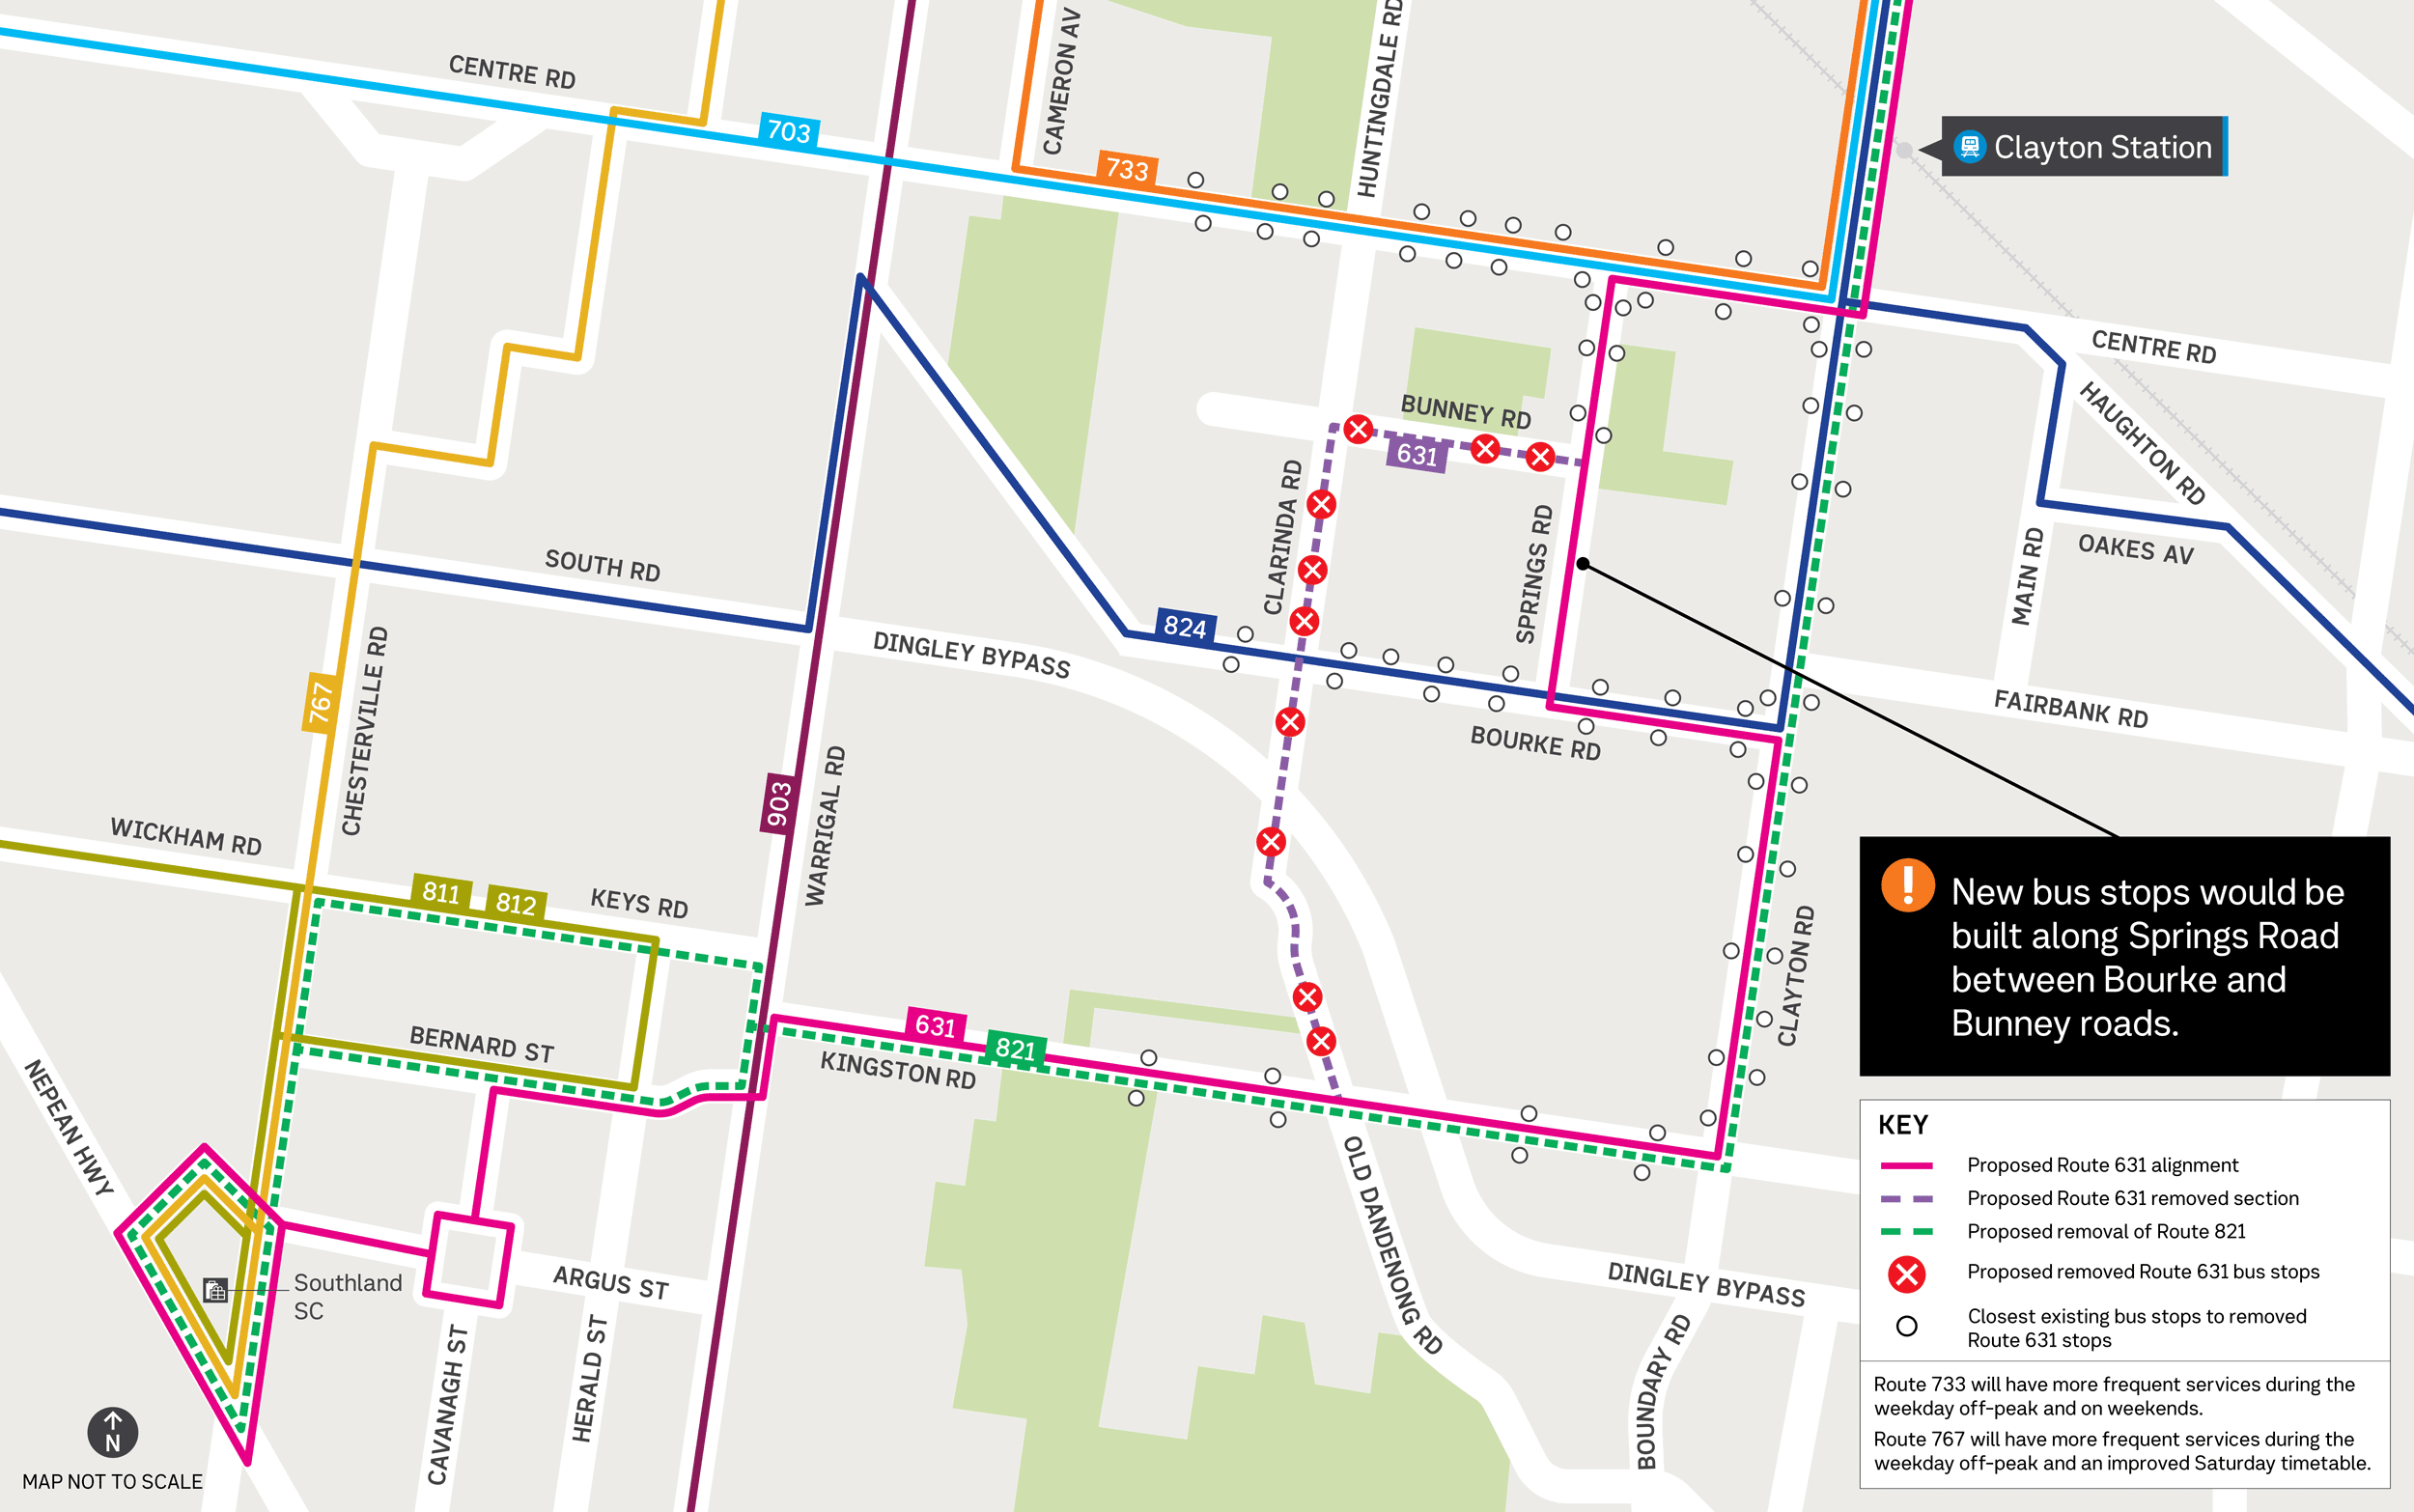 CENTRE RD
703
CAMERON AV
733
HUNTINGDALE RD
Clayton Station
CENTRE RD
HAUGHTON RD
BUNNEY RD
631
CLARINDA RD
SPRINGS RD
OAKES AV
MAIN RD
SOUTH RD
824
DINGLEY BYPASS
767
CHESTERVILLE RD
FAIRBANK RD
BOURKE RD
903
WARRIGAL RD
WICKHAM RD
811
812
KEYS RD
CLAYTON RD
! New bus stops would be
built along Springs Road
between Bourke and
Bunney roads.
631
821
KINGSTON RD
BERNARD ST
NEPEAN HWY
OLD DANDENONG RD
DINGLEY BYPASS
BOUNDARY RD
ARGUS ST
Southland
SC
HERALD ST
CAVANAGH ST
N
MAP NOT TO SCALE
KEY
Proposed Route 631 alignment
Proposed Route 631 removed section
Proposed removal of Route 821
Proposed removed Route 631 bus stops
Closest existing bus stops to removed
Route 631 stops
Route 733 will have more frequent services during the
weekday off-peak and on weekends.
Route 767 will have more frequent services during the
weekday off-peak and an improved Saturday timetable.